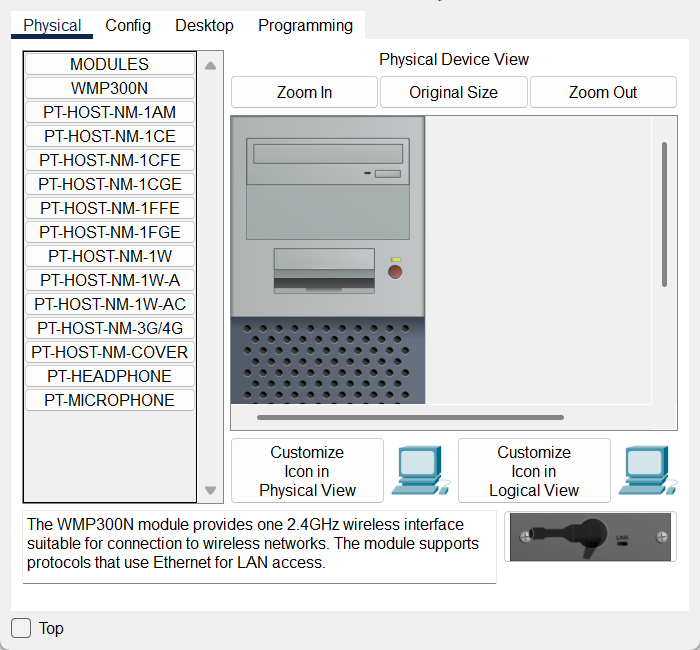 Physical
Config
Desktop
Programming
MODULES
WMP300N
PT-HOST-NM-1AM
PT-HOST-NM-1CE
PT-HOST-NM-1CFE
PT-HOST-NM-1CGE
PT-HOST-NM-1FFE
PT-HOST-NM-1FGE
PT-HOST-NM-1W
PT-HOST-NM-1W-A
PT-HOST-NM-1W-AC
PT-HOST-NM-3G/4G
PT-HOST-NM-COVER
PT-HEADPHONE
PT-MICROPHONE
Physical Device View
Zoom In
Original Size
Zoom Out
Customize
Icon in
Physical View
Customize
Icon in
Logical View
The WMP300N module provides one 2.4GHz wireless interface
suitable for connection to wireless networks. The module supports
protocols that use Ethernet for LAN access.
LINK
Top